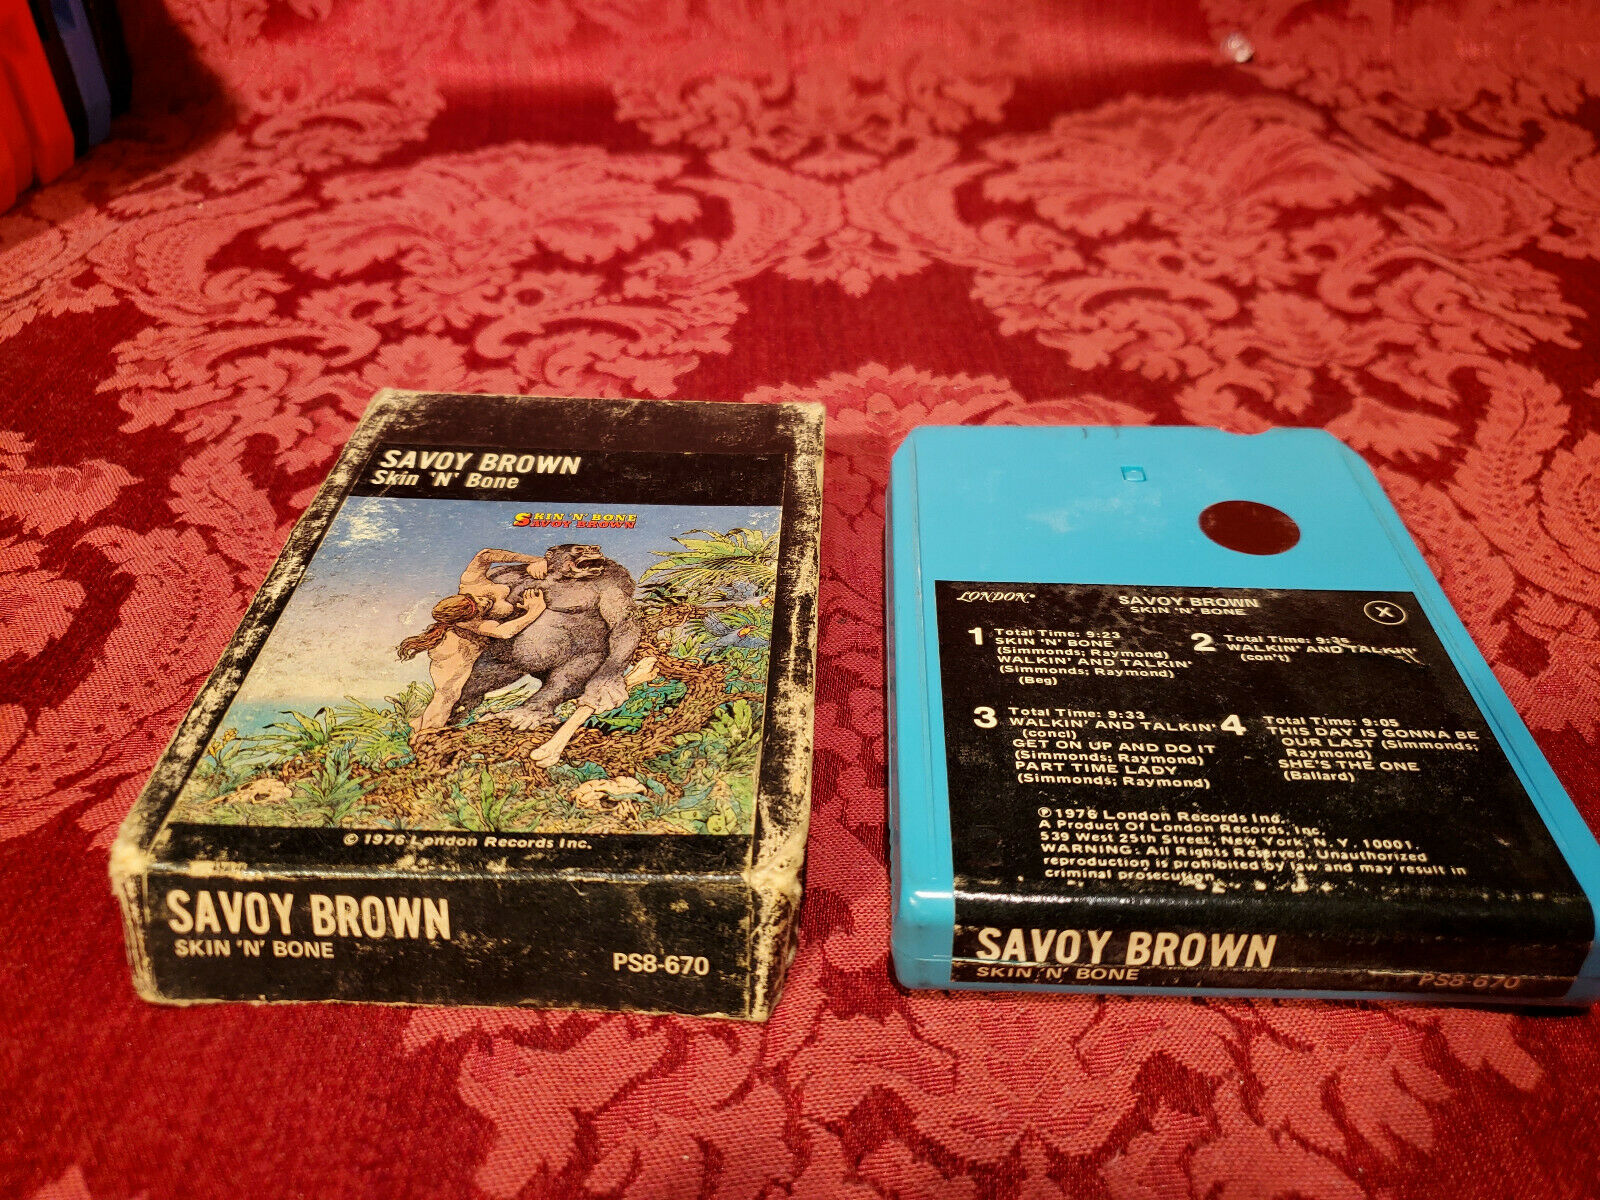 SAVOY BROWN
Skin 'N' Bone
SKIN 'N' BONE
SAVOY BROWN
© 1976 London Records Inc.
SAVOY BROWN
SKIN 'N' BONE
PS8-670
LONDON®
SAVOY BROWN
SKIN 'N' BONE
X
1 Total Time: 9:23
SKIN 'N' BONE
(Simmonds; Raymond)
WALKIN' AND TALKIN'
(Simmonds; Raymond)
(Beg)
2 Total Time: 9:35
WALKIN' AND TALKIN'
(con't)
3 Total Time: 9:33
WALKIN' AND TALKIN'
(concl)
GET ON UP AND DO IT
(Simmonds; Raymond)
PART TIME LADY
(Simmonds; Raymond)
4 Total Time: 9:05
THIS DAY IS GONNA BE
OUR LAST (Simmonds;
Raymond)
SHE'S THE ONE
(Ballard)
℗1976 London Records Inc.
A Product Of London Records, Inc.
539 West 25th Street, New York, N.Y. 10001.
WARNING: All Rights Reserved. Unauthorized
reproduction is prohibited by law and may result in
criminal prosecution.
SAVOY BROWN
SKIN 'N' BONE
PS8-670